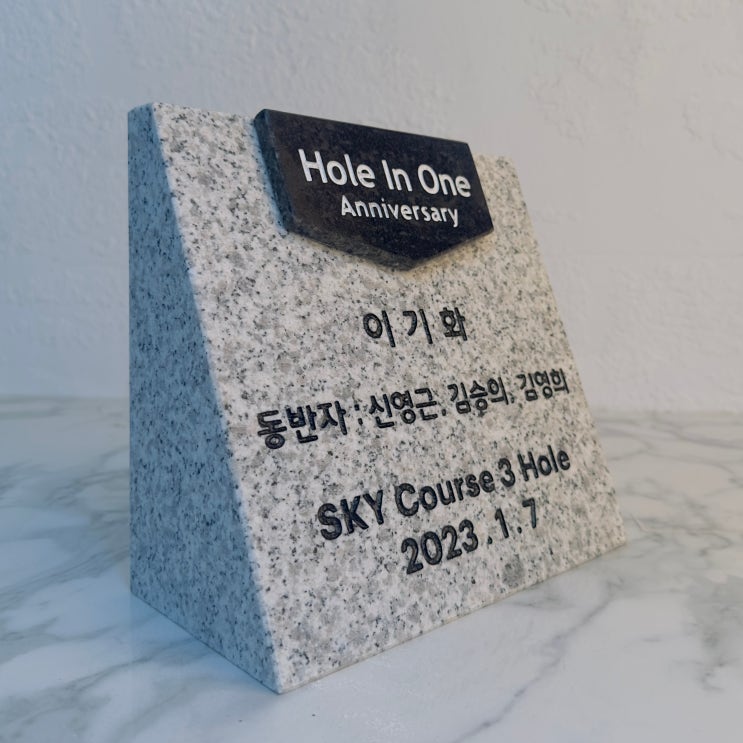 Hole In One
Anniversary
이 기 화
동반자 : 신영근, 김승의, 김영희
SKY Course 3 Hole
2023 . 1 . 7